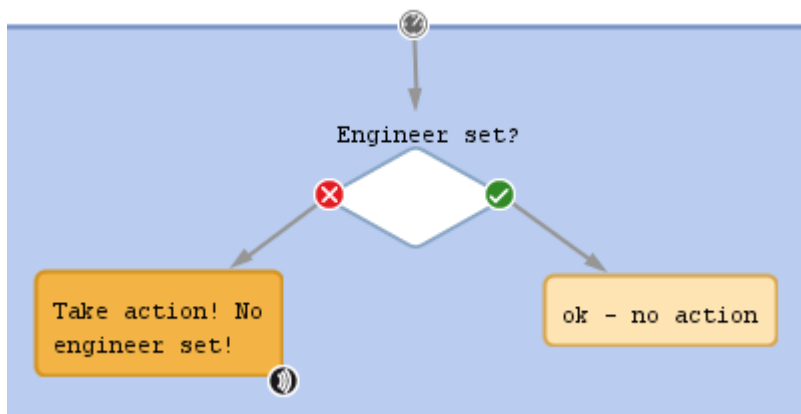 Engineer set?
Take action! No
engineer set!
ok - no action